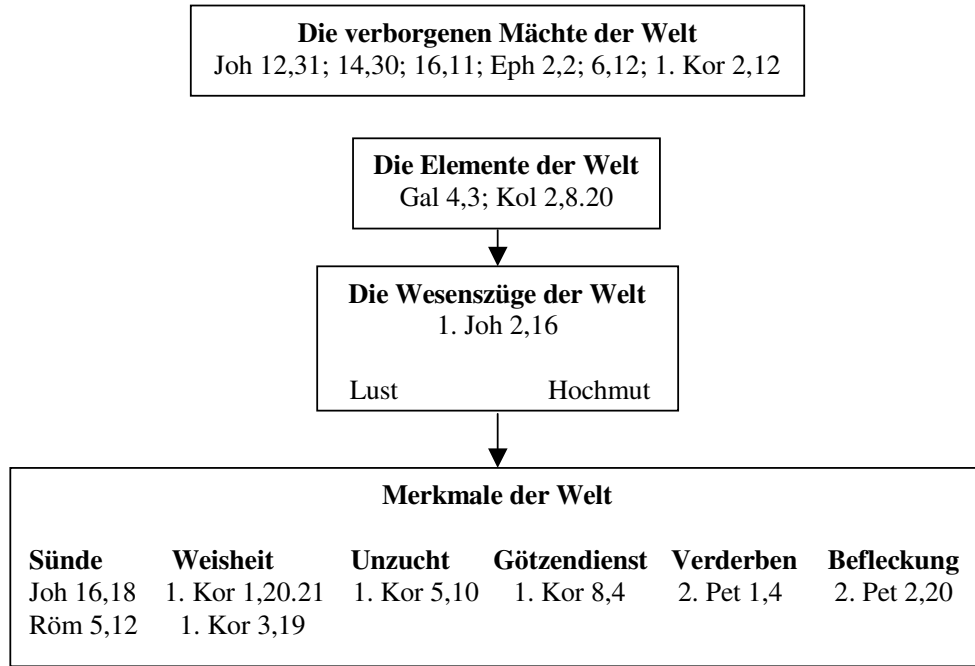 Die verborgenen Mächte der Welt
Joh 12,31; 14,30; 16,11; Eph 2,2; 6,12; 1. Kor 2,12
Die Elemente der Welt
Gal 4,3; Kol 2,8.20
Die Wesenszüge der Welt
1. Joh 2,16
Lust Hochmut
Merkmale der Welt
Sünde Weisheit Unzucht Götzendienst Verderben Befleckung
Joh 16,18 1. Kor 1,20.21 1. Kor 5,10 1. Kor 8,4 2. Pet 1,4 2. Pet 2,20
Röm 5,12 1. Kor 3,19